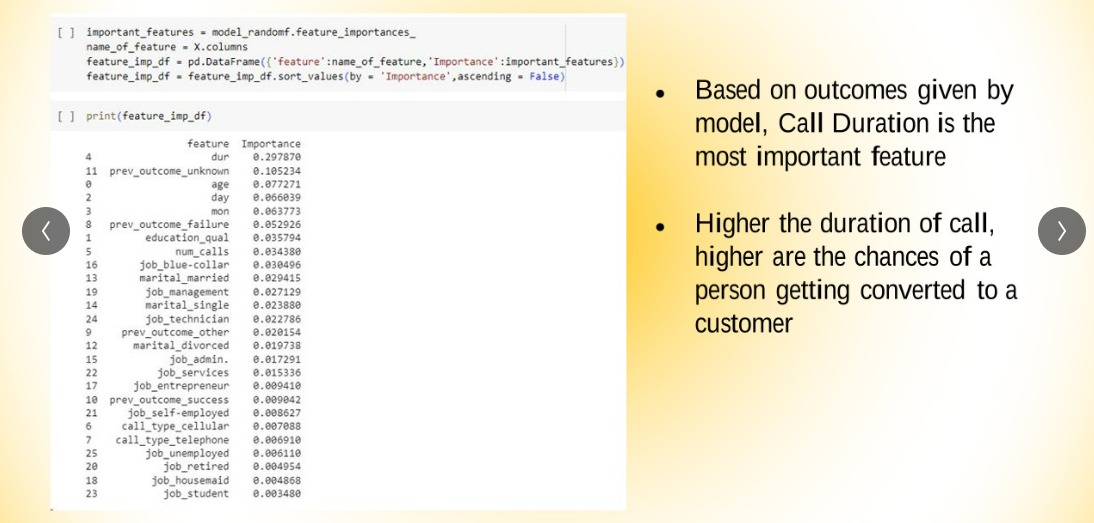 [ ] important_features = model_randomf.feature_importances_
name_of_feature = X.columns
feature_imp_df = pd.DataFrame({'feature':name_of_feature,'Importance':important_features})
feature_imp_df = feature_imp_df.sort_values(by = 'Importance',ascending = False)
[ ] print(feature_imp_df)
feature Importance
4 dur 0.297870
11 prev_outcome_unknown 0.105234
0 age 0.077271
2 day 0.066039
3 mon 0.063773
8 prev_outcome_failure 0.052926
1 education_qual 0.035794
5 num_calls 0.034380
16 job_blue-collar 0.030496
13 marital_married 0.029415
19 job_management 0.027129
14 marital_single 0.023880
24 job_technician 0.022786
9 prev_outcome_other 0.020154
12 marital_divorced 0.019738
15 job_admin. 0.017291
22 job_services 0.015336
17 job_entrepreneur 0.009410
10 prev_outcome_success 0.009042
21 job_self-employed 0.008627
6 call_type_cellular 0.007088
7 call_type_telephone 0.006910
25 job_unemployed 0.006110
20 job_retired 0.004954
18 job_housemaid 0.004868
23 job_student 0.003480
• Based on outcomes given by
model, Call Duration is the
most important feature
• Higher the duration of call,
higher are the chances of a
person getting converted to a
customer